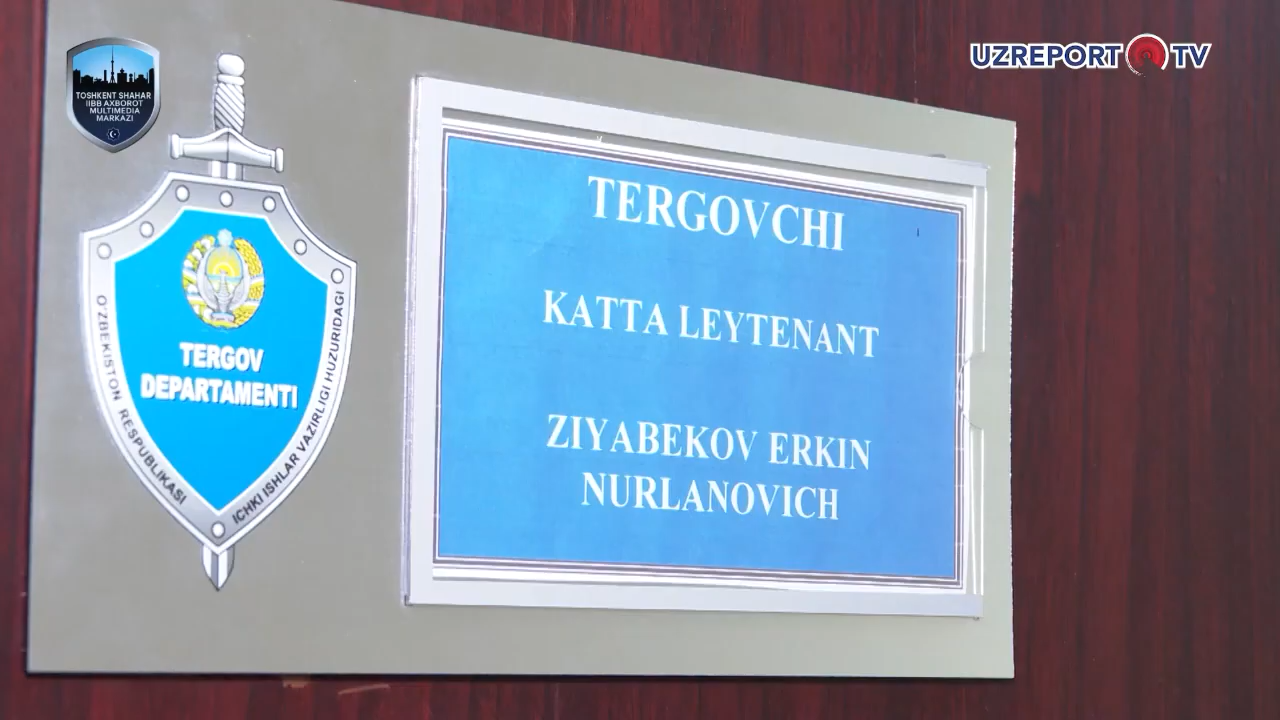 TOSHKENT SHAHAR
IIBB AXBOROT
MULTIMEDIA
MARKAZI
UZREPORT TV
TERGOV
DEPARTAMENTI
O'ZBEKISTON RESPUBLIKASI
ICHKI ISHLAR VAZIRLIGI HUZURIDAGI
TERGOVCHI
KATTA LEYTENANT
ZIYABEKOV ERKIN
NURLANOVICH